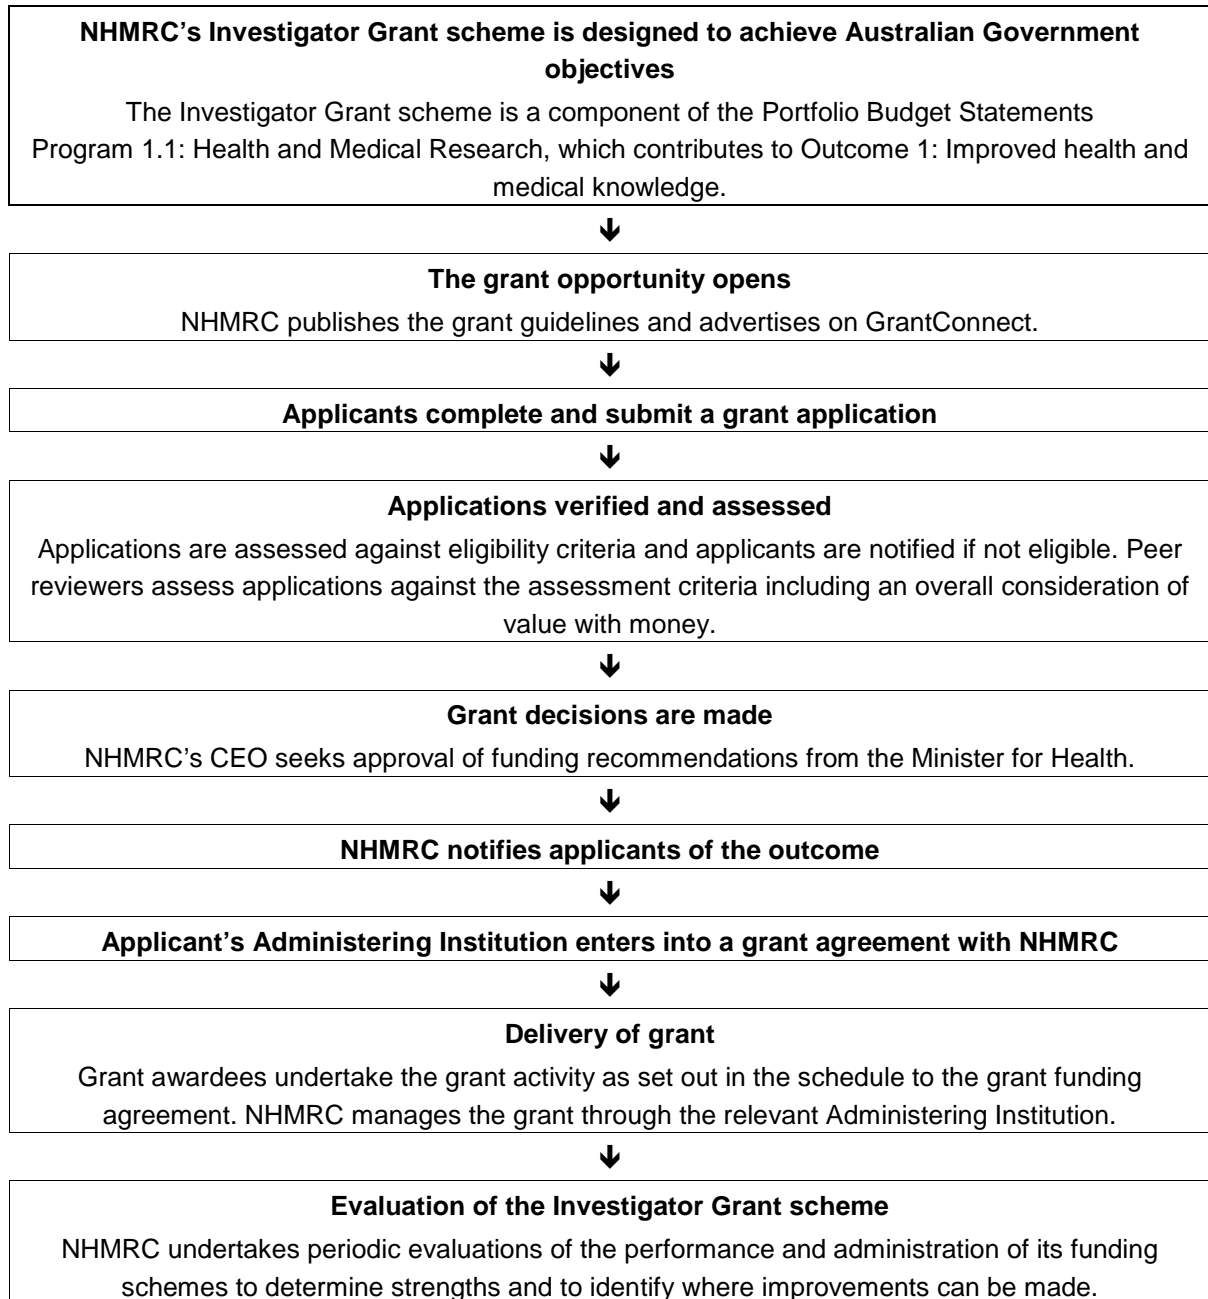 NHMRC's Investigator Grant scheme is designed to achieve Australian Government
objectives
The Investigator Grant scheme is a component of the Portfolio Budget Statements
Program 1.1: Health and Medical Research, which contributes to Outcome 1: Improved health and
medical knowledge.
The grant opportunity opens
NHMRC publishes the grant guidelines and advertises on GrantConnect.
Applicants complete and submit a grant application
Applications verified and assessed
Applications are assessed against eligibility criteria and applicants are notified if not eligible. Peer
reviewers assess applications against the assessment criteria including an overall consideration of
value with money.
Grant decisions are made
NHMRC's CEO seeks approval of funding recommendations from the Minister for Health.
NHMRC notifies applicants of the outcome
Applicant's Administering Institution enters into a grant agreement with NHMRC
Delivery of grant
Grant awardees undertake the grant activity as set out in the schedule to the grant funding
agreement. NHMRC manages the grant through the relevant Administering Institution.
Evaluation of the Investigator Grant scheme
NHMRC undertakes periodic evaluations of the performance and administration of its funding
schemes to determine strengths and to identify where improvements can be made.